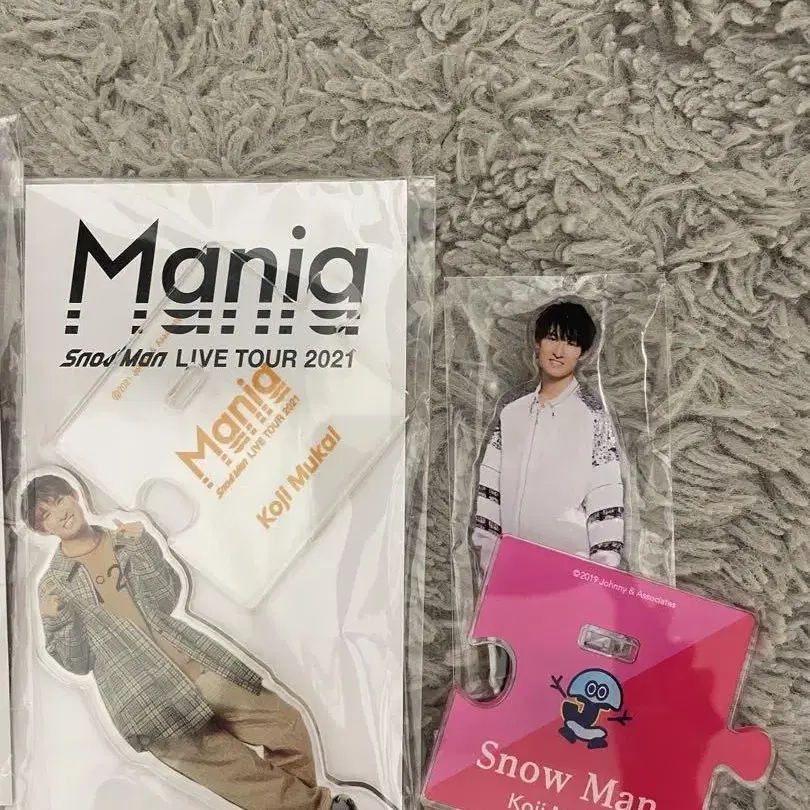 Mania
Snow Man LIVE TOUR 2021
Mania
Snow Man LIVE TOUR 2021
Koji Mukai
©2019 Johnny & Associates
Snow Man
Koji